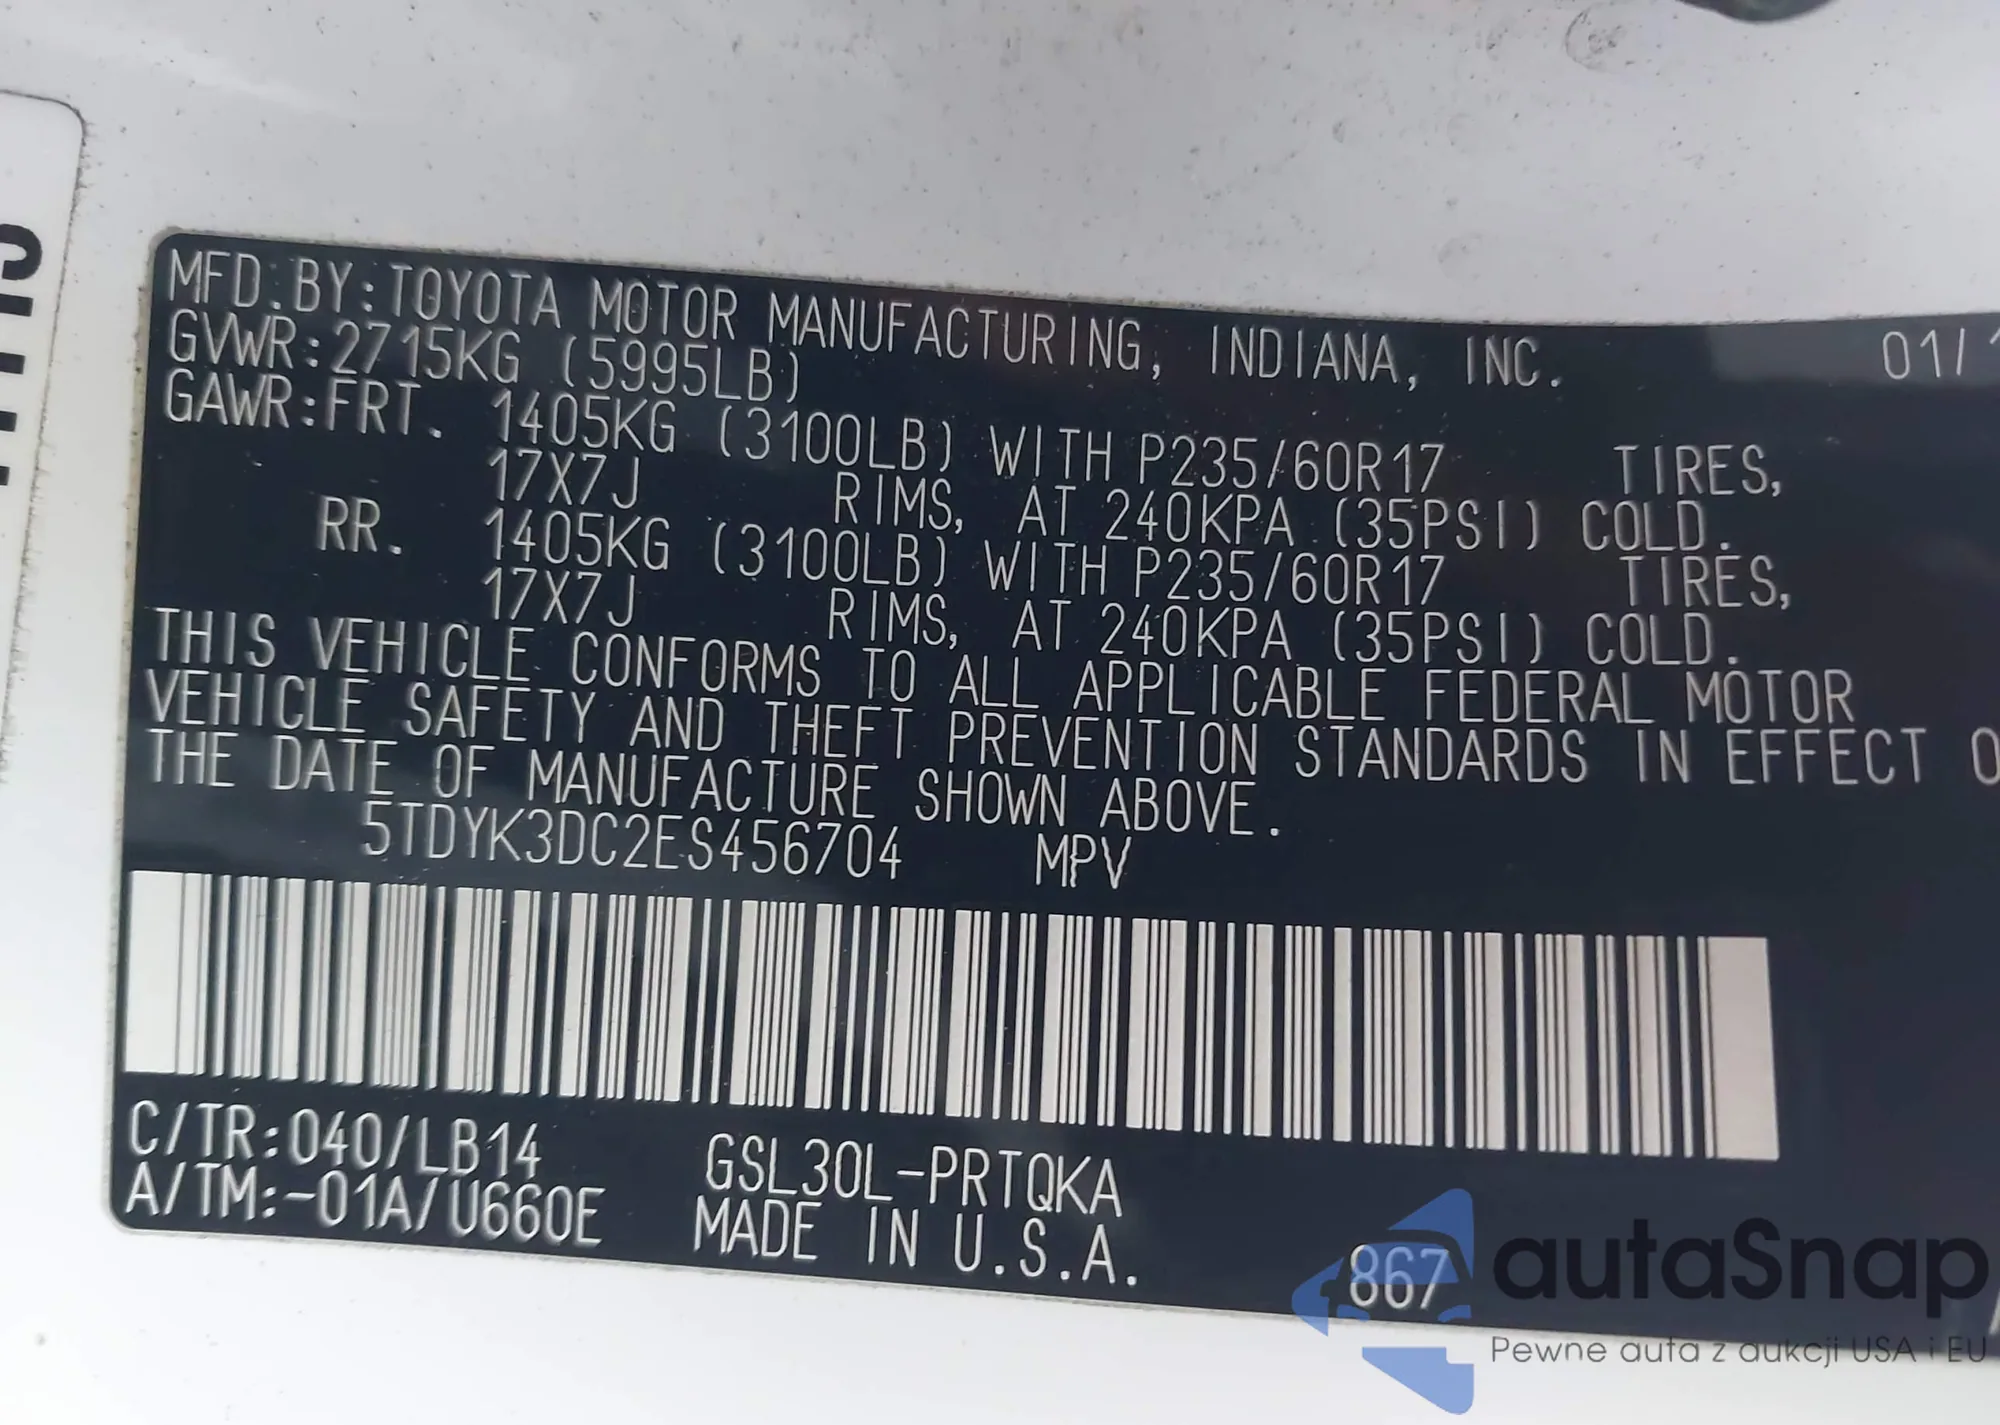 MFD. BY: TOYOTA MOTOR MANUFACTURING, INDIANA, INC. 01/1
GVWR: 2715KG (5995LB)
GAWR: FRT. 1405KG (3100LB) WITH P235/60R17 TIRES,
17X7J RIMS, AT 240KPA (35PSI) COLD.
RR. 1405KG (3100LB) WITH P235/60R17 TIRES,
17X7J RIMS, AT 240KPA (35PSI) COLD.
THIS VEHICLE CONFORMS TO ALL APPLICABLE FEDERAL MOTOR
VEHICLE SAFETY AND THEFT PREVENTION STANDARDS IN EFFECT O
THE DATE OF MANUFACTURE SHOWN ABOVE.
5TDYK3DC2ES456704 MPV
C/TR: 040/LB14 GSL30L-PRTQKA
A/TM: -01A/U660E MADE IN U.S.A.
867
autaSnap
Pewne auta z aukcji USA i EU